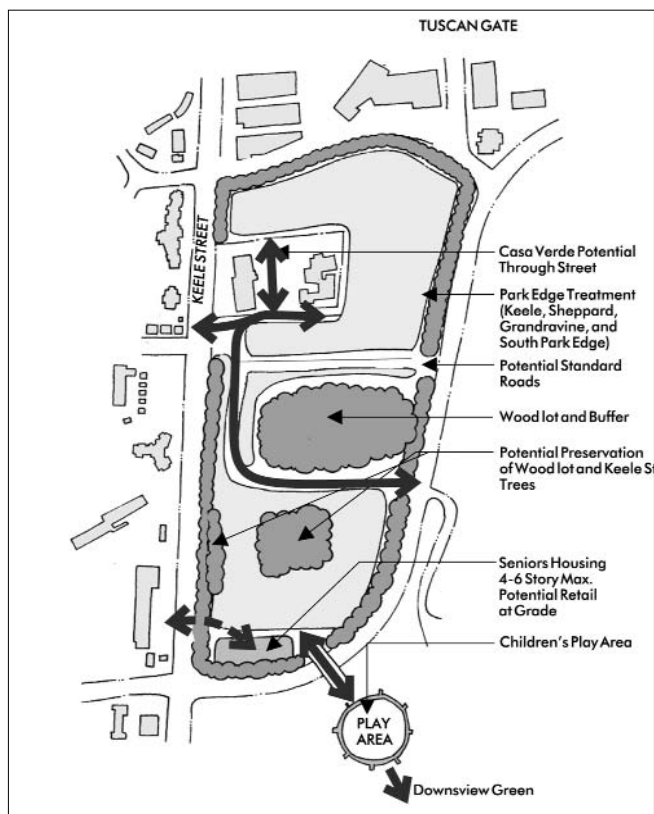 TUSCAN GATE
KEELE STREET
Casa Verde Potential
Through Street
Park Edge Treatment
(Keele, Sheppard,
Grandravine, and
South Park Edge)
Potential Standard
Roads
Wood lot and Buffer
Potential Preservation
of Wood lot and Keele St
Trees
Seniors Housing
4-6 Story Max.
Potential Retail
at Grade
Children's Play Area
PLAY
AREA
Downsview Green